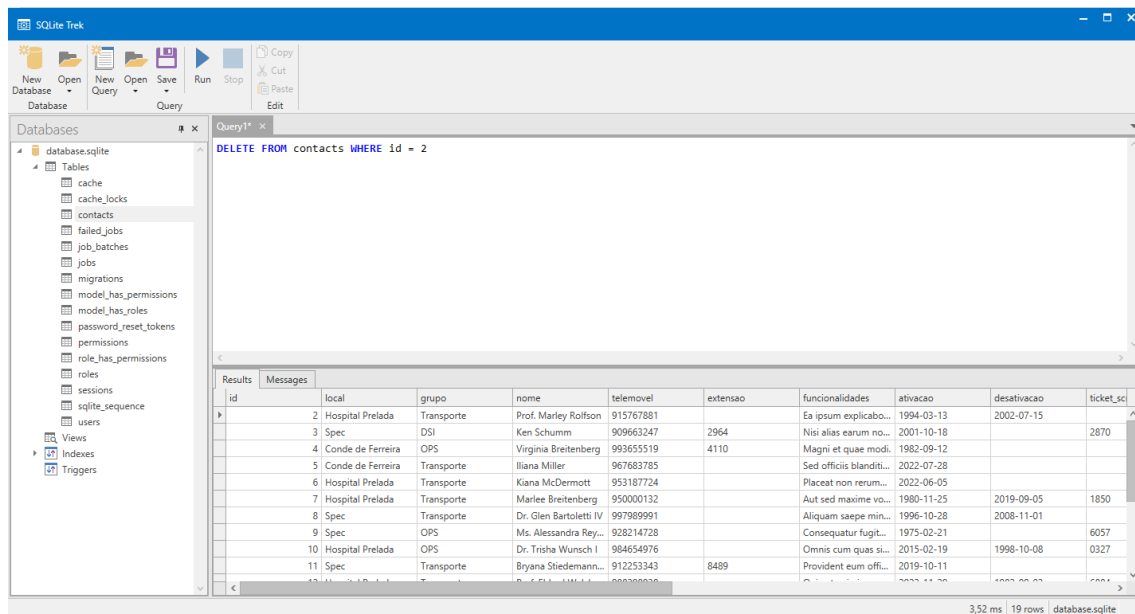 SQLite Trek
New Database
Open
New Query
Open
Save
Run
Stop
Copy
Cut
Paste
Database
Query
Edit
Databases
database.sqlite
Tables
cache
cache_locks
contacts
failed_jobs
job_batches
jobs
migrations
model_has_permissions
model_has_roles
password_reset_tokens
permissions
role_has_permissions
roles
sessions
sqlite_sequence
users
Views
Indexes
Triggers
Query1* ×
DELETE FROM contacts WHERE id = 2
Results Messages
id local grupo nome telemovel extensao funcionalidades ativacao desativacao ticket_sc
2 Hospital Prelada Transporte Prof. Marley Rolfson 915767881 Ea ipsum explicabo... 1994-03-13 2002-07-15
3 Spec DSI Ken Schumm 909663247 2964 Nisi alias earum no... 2001-10-18 2870
4 Conde de Ferreira OPS Virginia Breitenberg 993655519 4110 Magni et quae modi. 1982-09-12
5 Conde de Ferreira Transporte Iliana Miller 967683785 Sed officiis blanditi... 2022-07-28
6 Hospital Prelada Transporte Kiana McDermott 953187724 Placeat non rerum... 2022-06-05
7 Hospital Prelada Transporte Marlee Breitenberg 950000132 Aut sed maxime vo... 1980-11-25 2019-09-05 1850
8 Spec Transporte Dr. Glen Bartoletti IV 997989991 Aliquam saepe min... 1996-10-28 2008-11-01
9 Spec OPS Ms. Alessandra Rey... 928214728 Consequatur fugit... 1975-02-21 6057
10 Hospital Prelada OPS Dr. Trisha Wunsch I 984654976 Omnis cum quas si... 2015-02-19 1998-10-08 0327
11 Spec Transporte Bryana Stiedemann... 912253343 8489 Provident eum offi... 2019-10-11
3,52 ms 19 rows database.sqlite